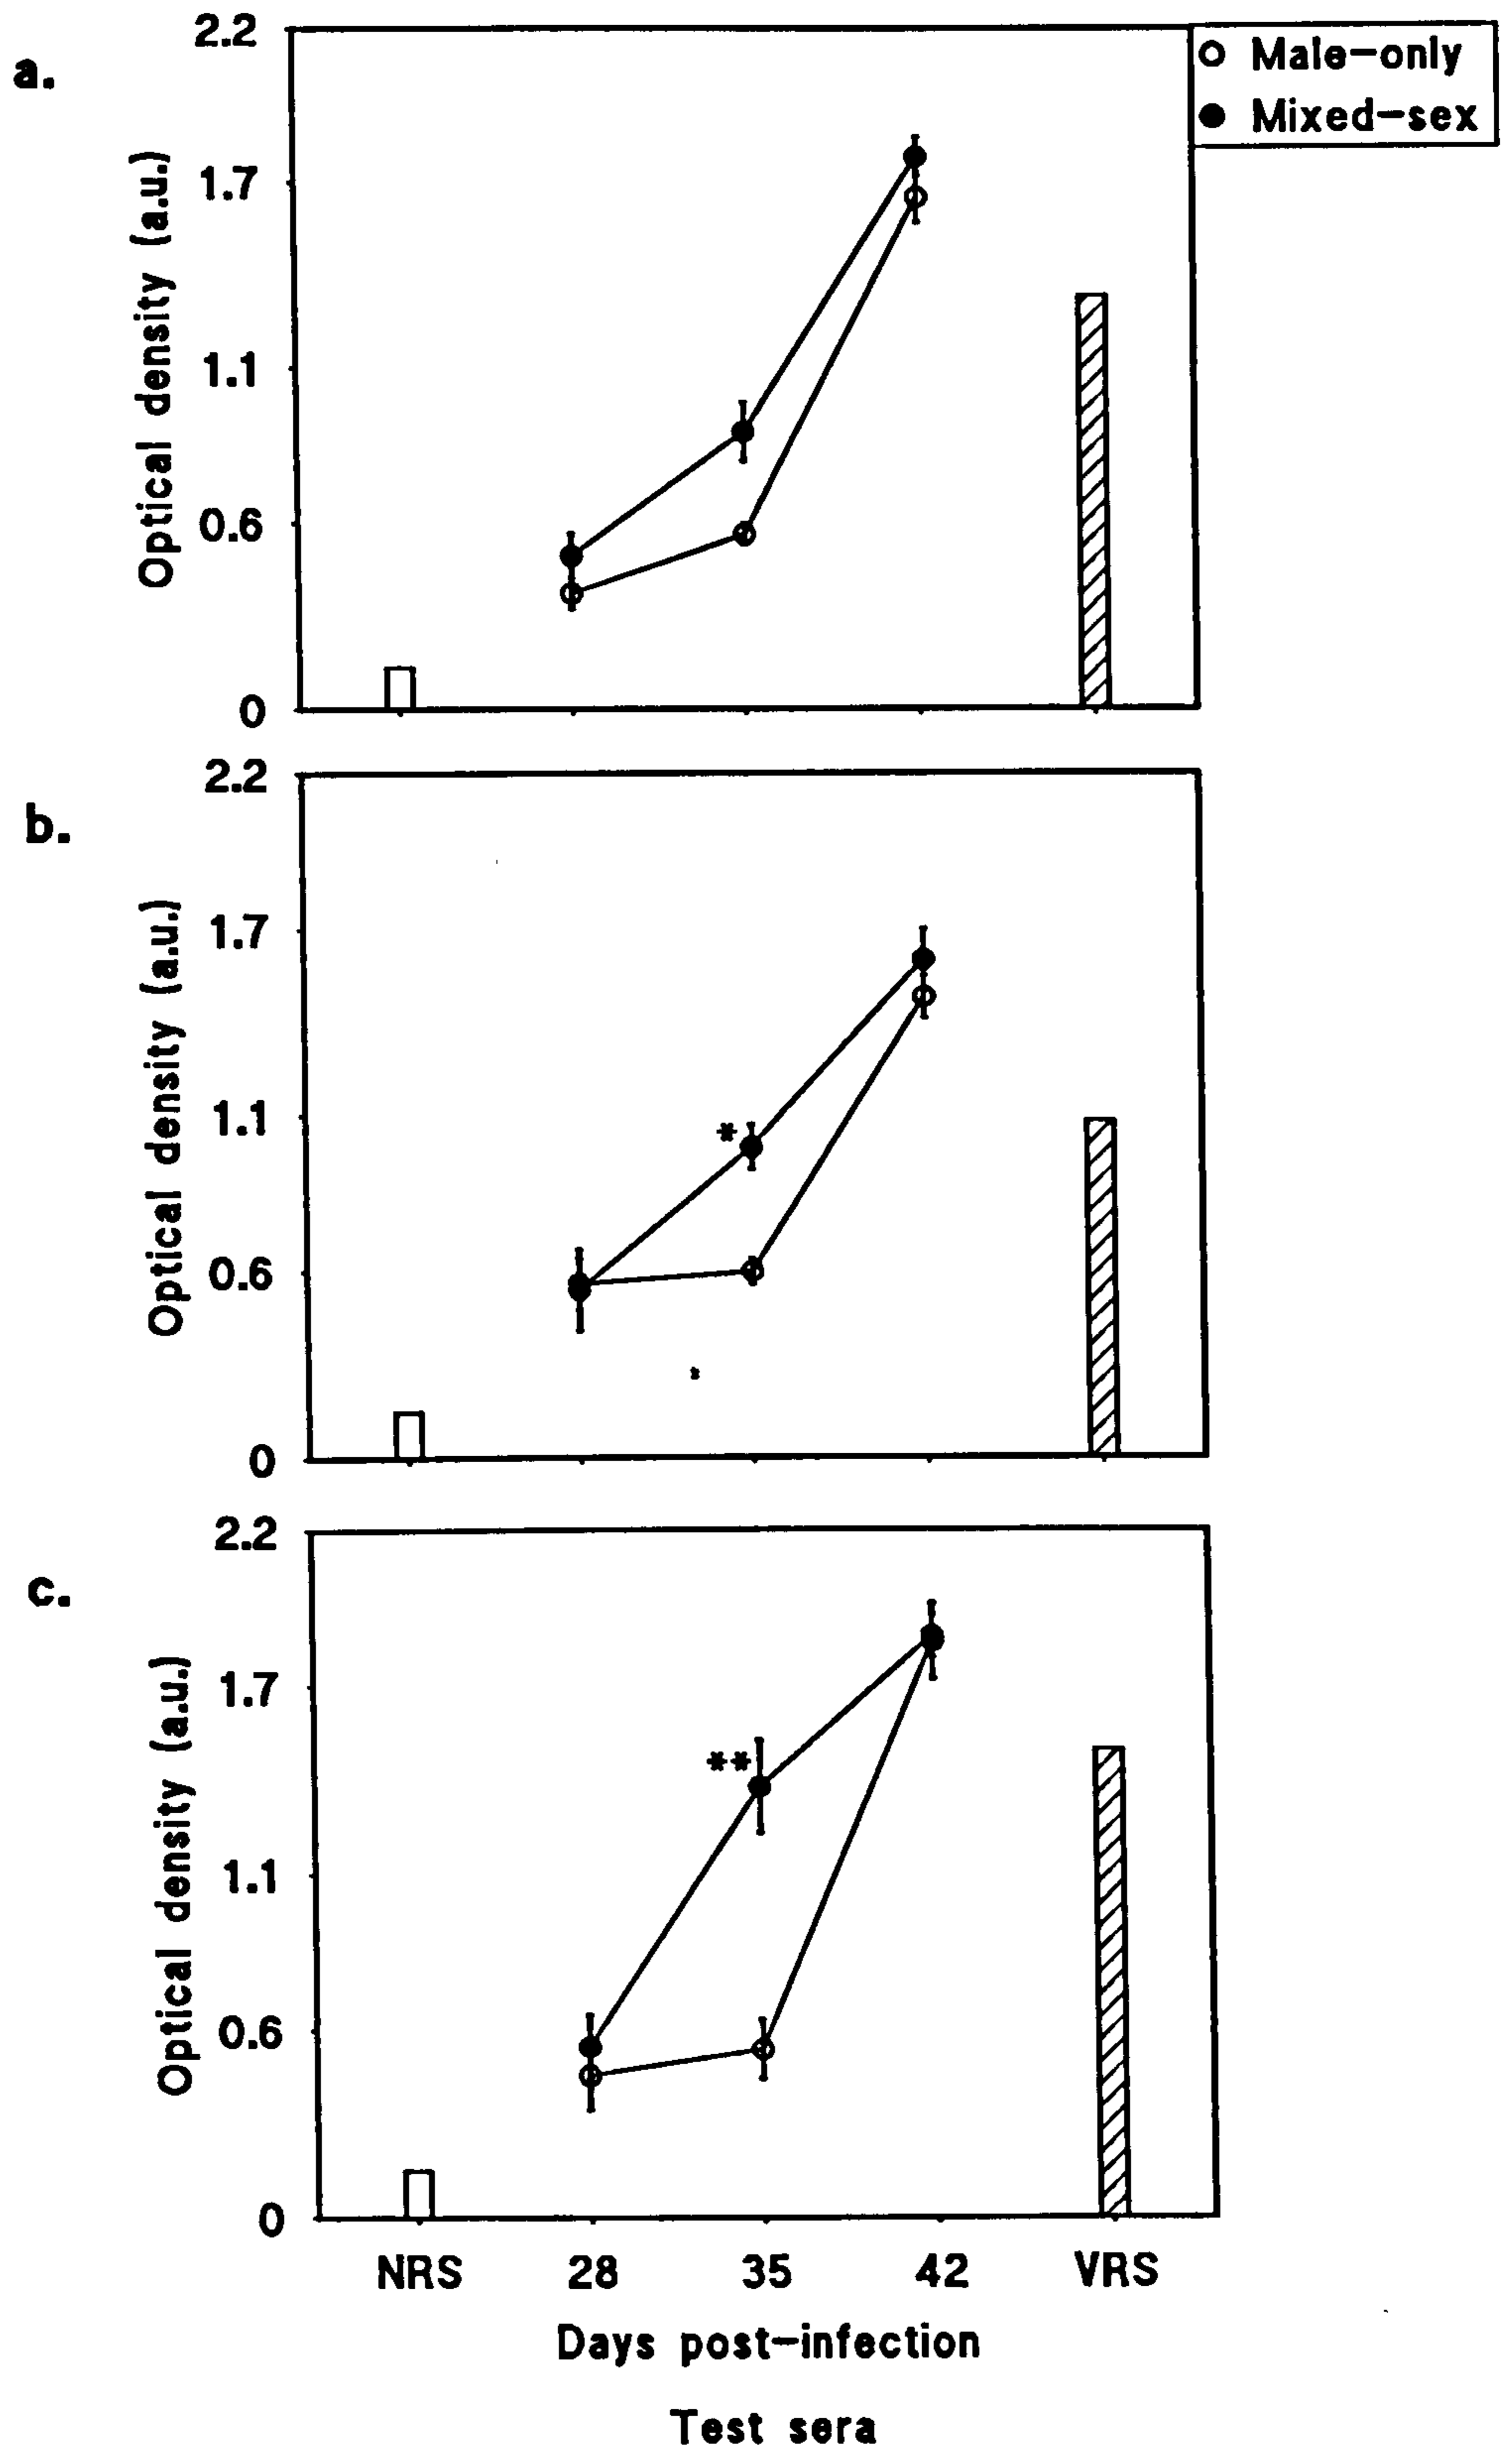 a.
Male-only
Mixed-sex
Optical density (a.u.)
2.2
1.7
1.1
0.6
0
b.
Optical density (a.u.)
2.2
1.7
1.1
0.6
0
*
c.
Optical density (a.u.)
2.2
1.7
1.1
0.6
0
**
NRS 28 35 42 VRS
Days post-infection
Test sera